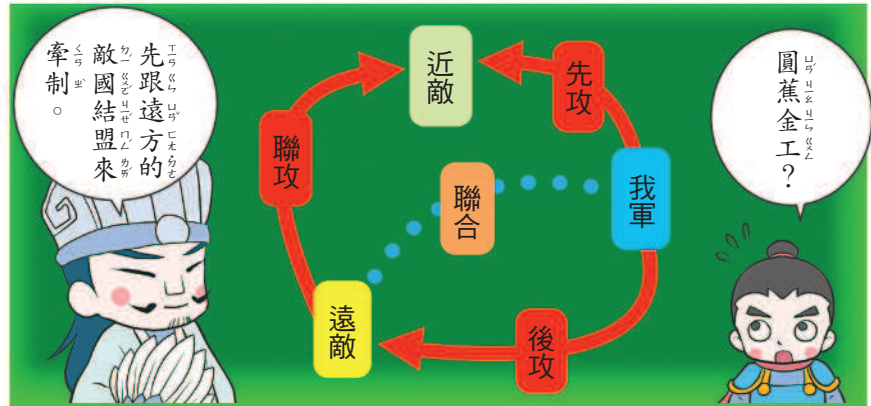 圓蕉金工？
先攻
近敵
我軍
聯合
聯攻
後攻
遠敵
先跟遠方的
敵國結盟來
牽制。